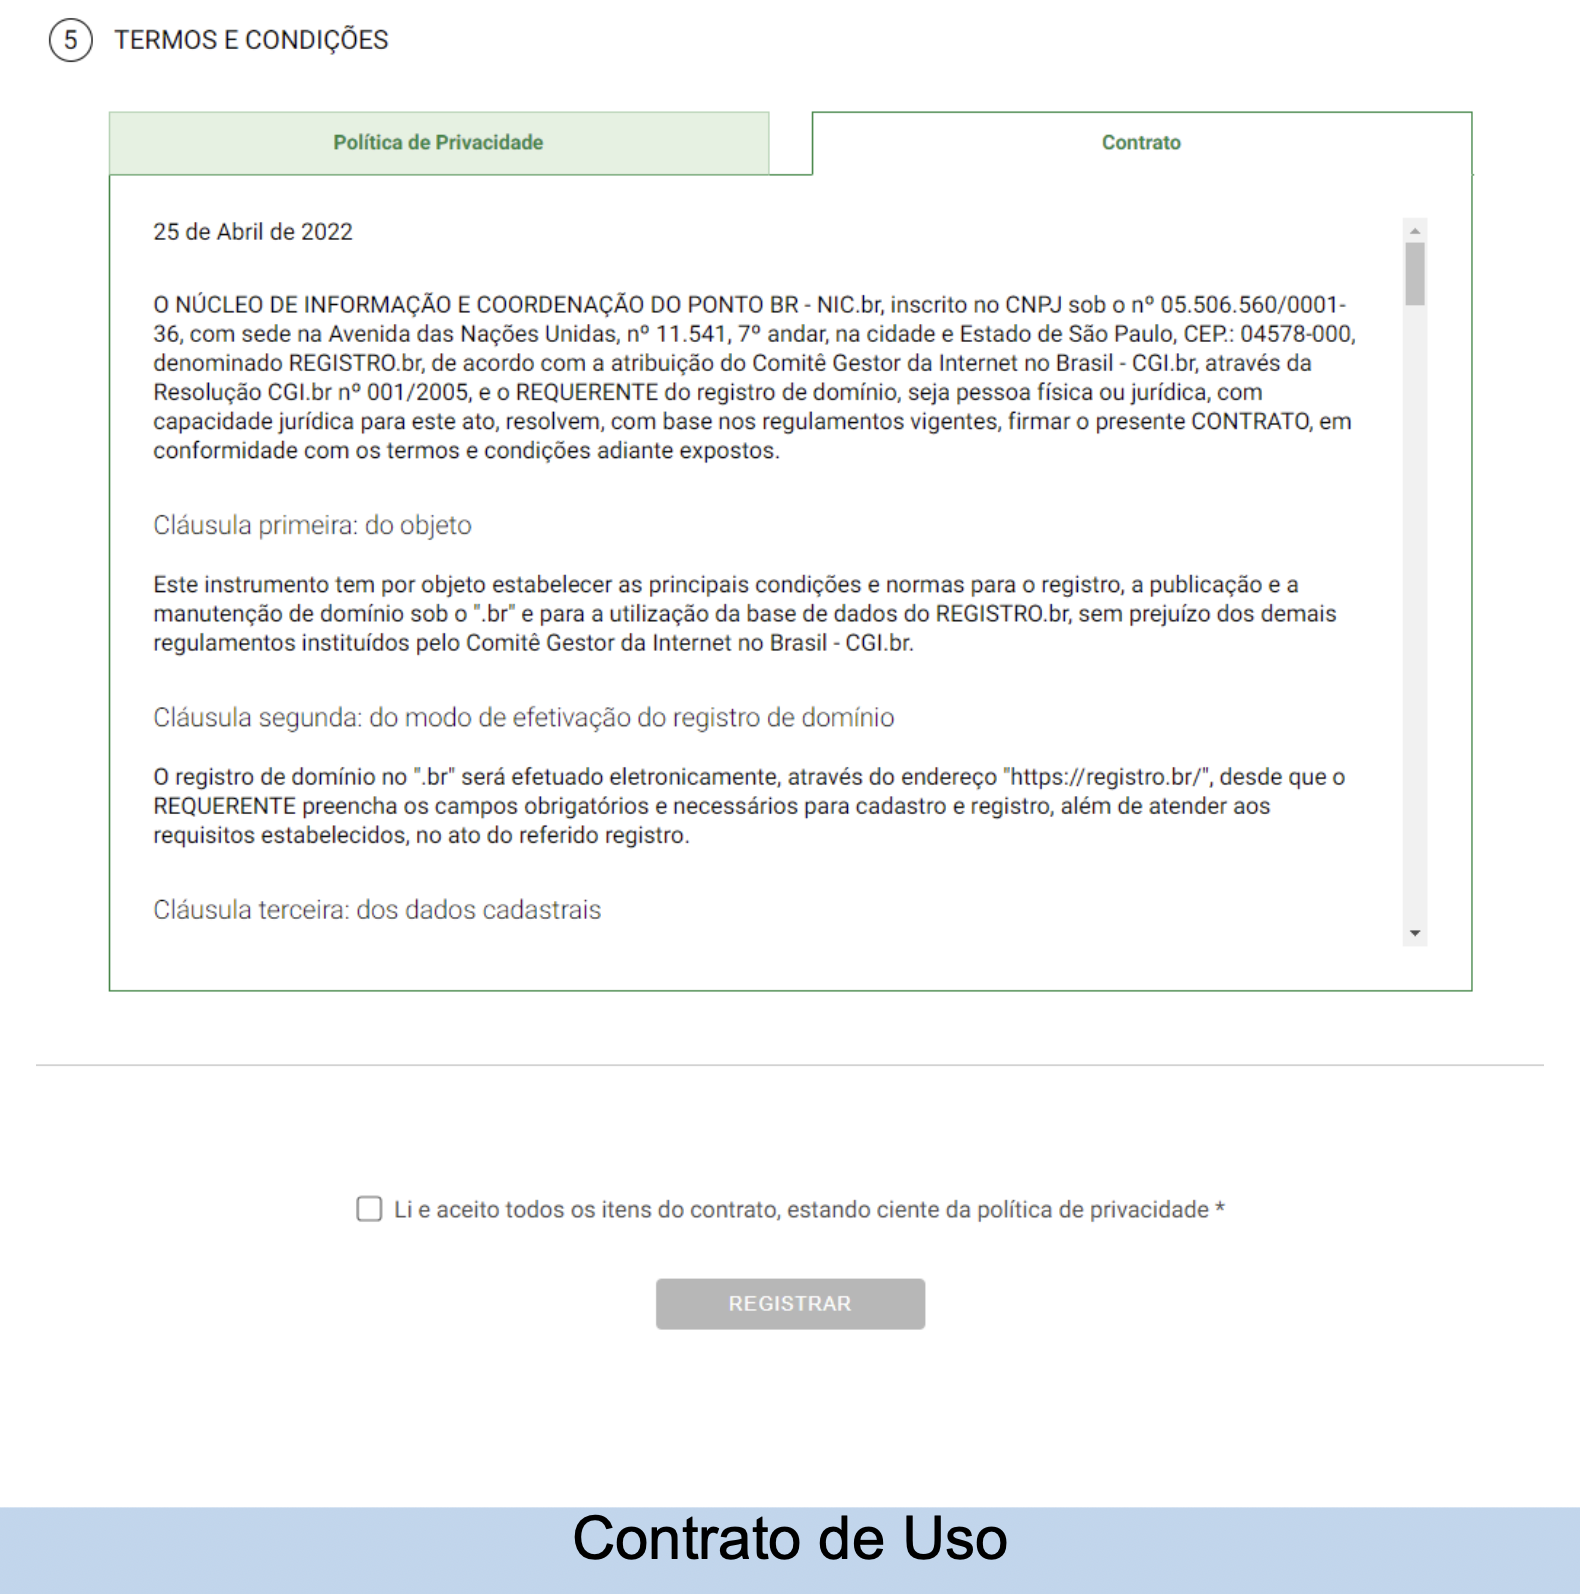 5 TERMOS E CONDIÇÕES
Política de Privacidade
Contrato
25 de Abril de 2022
O NÚCLEO DE INFORMAÇÃO E COORDENAÇÃO DO PONTO BR - NIC.br, inscrito no CNPJ sob o nº 05.506.560/0001-
36, com sede na Avenida das Nações Unidas, nº 11.541, 7º andar, na cidade e Estado de São Paulo, CEP.: 04578-000,
denominado REGISTRO.br, de acordo com a atribuição do Comitê Gestor da Internet no Brasil - CGI.br, através da
Resolução CGI.br nº 001/2005, e o REQUERENTE do registro de domínio, seja pessoa física ou jurídica, com
capacidade jurídica para este ato, resolvem, com base nos regulamentos vigentes, firmar o presente CONTRATO, em
conformidade com os termos e condições adiante expostos.
Cláusula primeira: do objeto
Este instrumento tem por objeto estabelecer as principais condições e normas para o registro, a publicação e a
manutenção de domínio sob o ".br" e para a utilização da base de dados do REGISTRO.br, sem prejuízo dos demais
regulamentos instituídos pelo Comitê Gestor da Internet no Brasil - CGI.br.
Cláusula segunda: do modo de efetivação do registro de domínio
O registro de domínio no ".br" será efetuado eletronicamente, através do endereço "https://registro.br/", desde que o
REQUERENTE preencha os campos obrigatórios e necessários para cadastro e registro, além de atender aos
requisitos estabelecidos, no ato do referido registro.
Cláusula terceira: dos dados cadastrais
Li e aceito todos os itens do contrato, estando ciente da política de privacidade *
REGISTRAR
Contrato de Uso